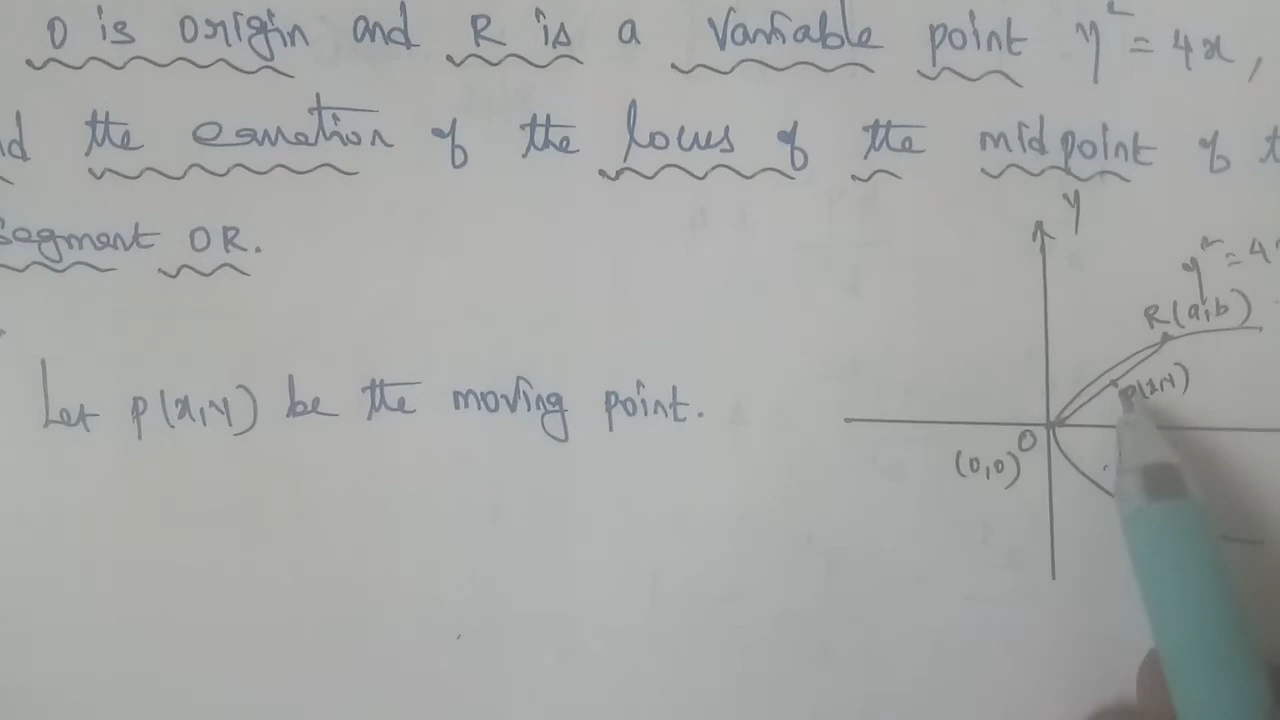 O is origin and R is a variable point y² = 4x,
the equation of the locus of the midpoint of
segment OR.
Y
y² = 4
R(a,b)
Let P(x,y) be the moving point.
P(x,y)
O
(0,0)